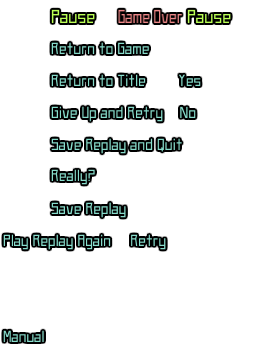 Pause Game Over Pause
Return to Game
Return to Title Yes
Give Up and Retry No
Save Replay and Quit
Really?
Save Replay
Play Replay Again Retry
Manual